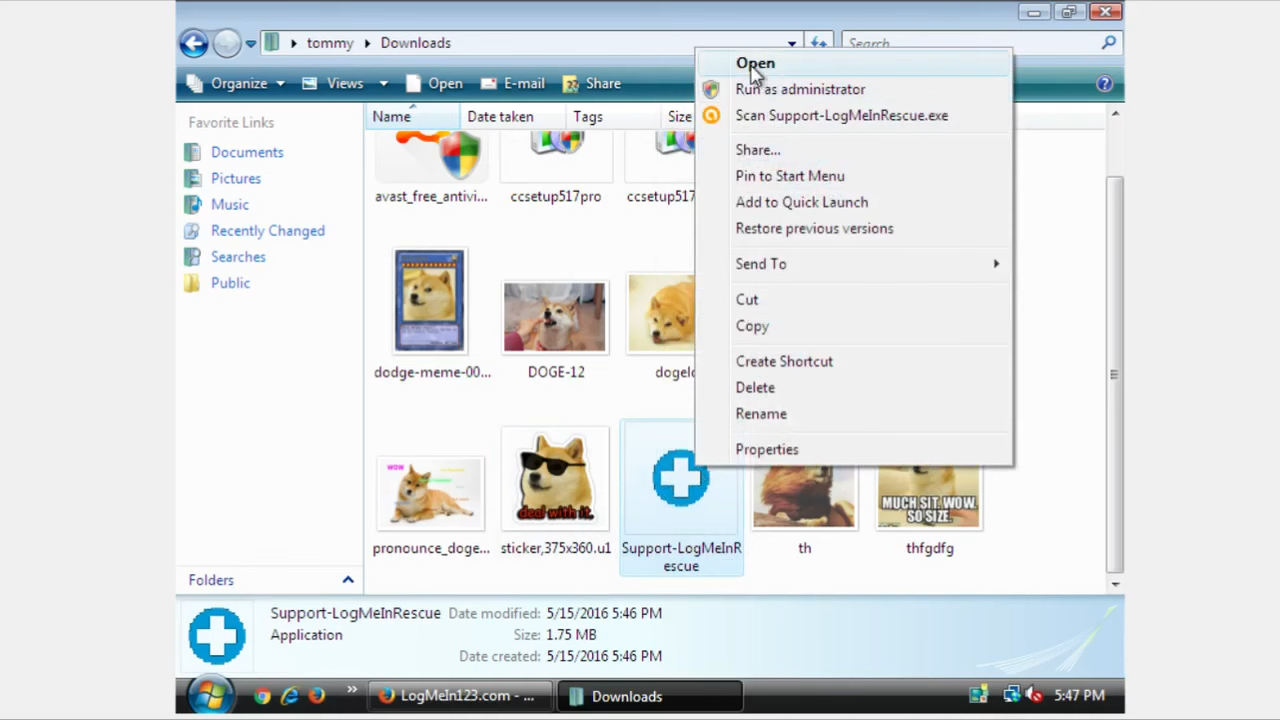 tommy
Downloads
Search
Organize
Views
Open
E-mail
Share
Favorite Links
Documents
Pictures
Music
Recently Changed
Searches
Public
Folders
Name
Date taken
Tags
Size
avast_free_antivi...
ccsetup517pro
ccsetup517
dodge-meme-00...
DOGE-12
pronounce_doge...
WOW
sticker,375x360.u1
deal with it.
Support-LogMeInR
escue
th
thfgdfg
MUCH SIT. WOW.
SO SIZE.
Open
Run as administrator
Scan Support-LogMeInRescue.exe
Share...
Pin to Start Menu
Add to Quick Launch
Restore previous versions
Send To
Cut
Copy
Create Shortcut
Delete
Rename
Properties
Support-LogMeInRescue
Date modified: 5/15/2016 5:46 PM
Application
Size: 1.75 MB
Date created: 5/15/2016 5:46 PM
LogMeIn123.com - ...
Downloads
5:47 PM